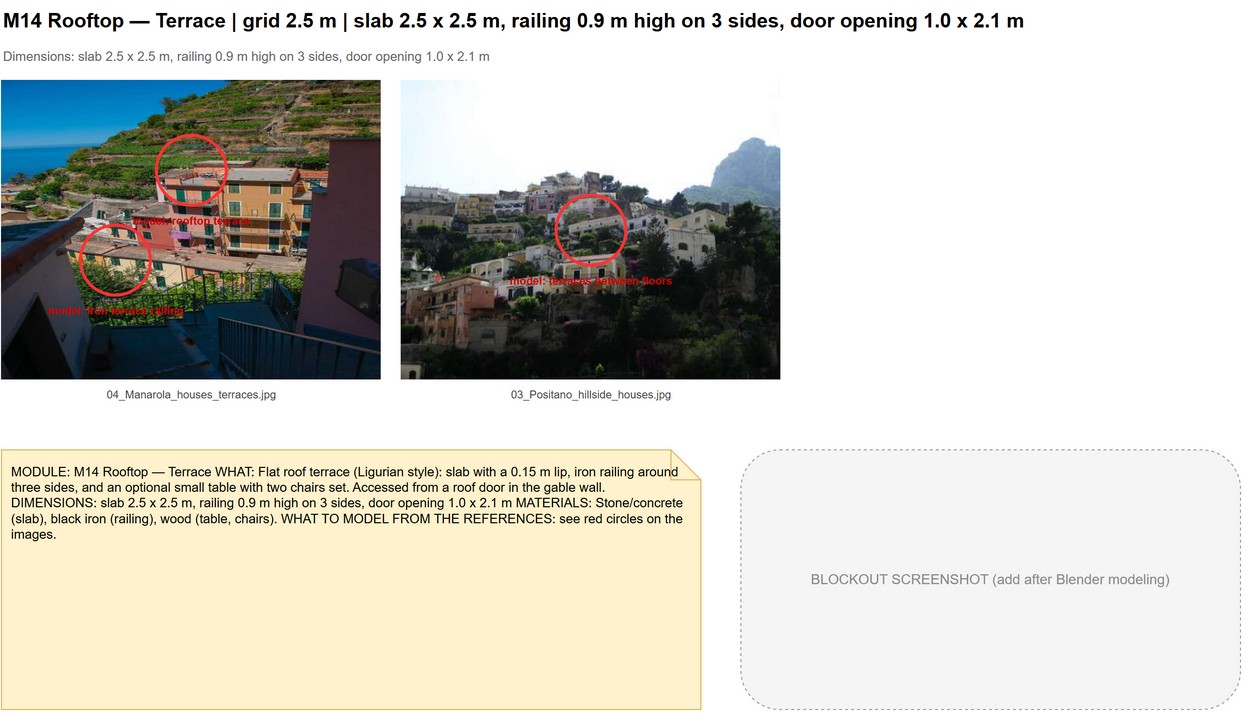 M14 Rooftop — Terrace | grid 2.5 m | slab 2.5 x 2.5 m, railing 0.9 m high on 3 sides, door opening 1.0 x 2.1 m
Dimensions: slab 2.5 x 2.5 m, railing 0.9 m high on 3 sides, door opening 1.0 x 2.1 m
model: rooftop terrace
model: iron terrace railing
model: terraces between floors
04_Manarola_houses_terraces.jpg
03_Positano_hillside_houses.jpg
MODULE: M14 Rooftop — Terrace WHAT: Flat roof terrace (Ligurian style): slab with a 0.15 m lip, iron railing around
three sides, and an optional small table with two chairs set. Accessed from a roof door in the gable wall.
DIMENSIONS: slab 2.5 x 2.5 m, railing 0.9 m high on 3 sides, door opening 1.0 x 2.1 m MATERIALS: Stone/concrete
(slab), black iron (railing), wood (table, chairs). WHAT TO MODEL FROM THE REFERENCES: see red circles on the
images.
BLOCKOUT SCREENSHOT (add after Blender modeling)